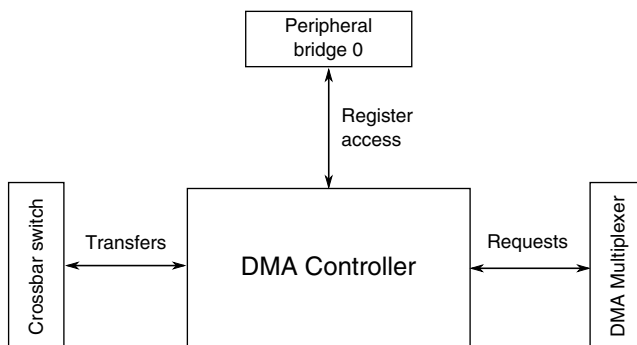 Peripheral
bridge 0
Register
access
Crossbar switch
Transfers
DMA Controller
Requests
DMA Multiplexer